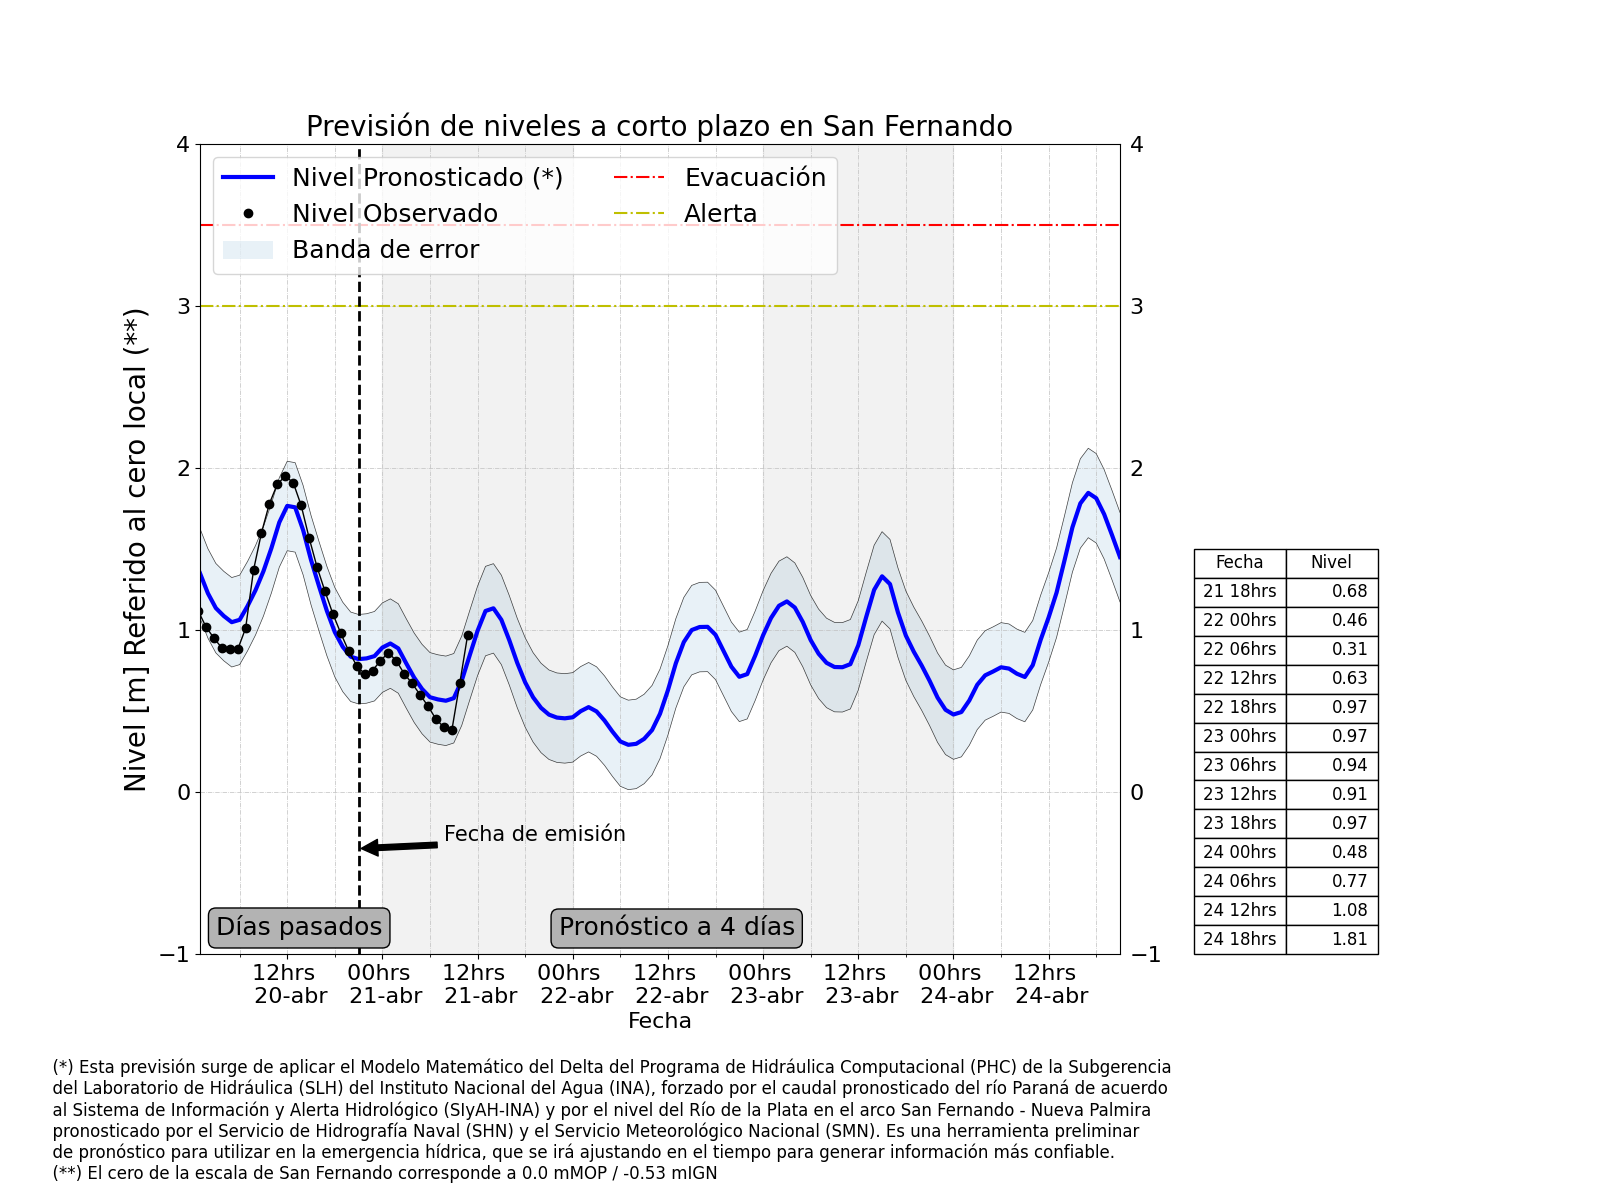 Previsión de niveles a corto plazo en San Fernando
Nivel Pronosticado (*)
Nivel Observado
Banda de error
Evacuación
Alerta
Nivel [m] Referido al cero local (**)
4
3
2
1
0
−1
4
3
2
1
0
−1
Fecha de emisión
Días pasados
Pronóstico a 4 días
12hrs 00hrs 12hrs 00hrs 12hrs 00hrs 12hrs 00hrs 12hrs
20-abr 21-abr 21-abr 22-abr 22-abr 23-abr 23-abr 24-abr 24-abr
Fecha
Fecha Nivel
21 18hrs 0.68
22 00hrs 0.46
22 06hrs 0.31
22 12hrs 0.63
22 18hrs 0.97
23 00hrs 0.97
23 06hrs 0.94
23 12hrs 0.91
23 18hrs 0.97
24 00hrs 0.48
24 06hrs 0.77
24 12hrs 1.08
24 18hrs 1.81
(*) Esta previsión surge de aplicar el Modelo Matemático del Delta del Programa de Hidráulica Computacional (PHC) de la Subgerencia
del Laboratorio de Hidráulica (SLH) del Instituto Nacional del Agua (INA), forzado por el caudal pronosticado del río Paraná de acuerdo
al Sistema de Información y Alerta Hidrológico (SIyAH-INA) y por el nivel del Río de la Plata en el arco San Fernando - Nueva Palmira
pronosticado por el Servicio de Hidrografía Naval (SHN) y el Servicio Meteorológico Nacional (SMN). Es una herramienta preliminar
de pronóstico para utilizar en la emergencia hídrica, que se irá ajustando en el tiempo para generar información más confiable.
(**) El cero de la escala de San Fernando corresponde a 0.0 mMOP / -0.53 mIGN